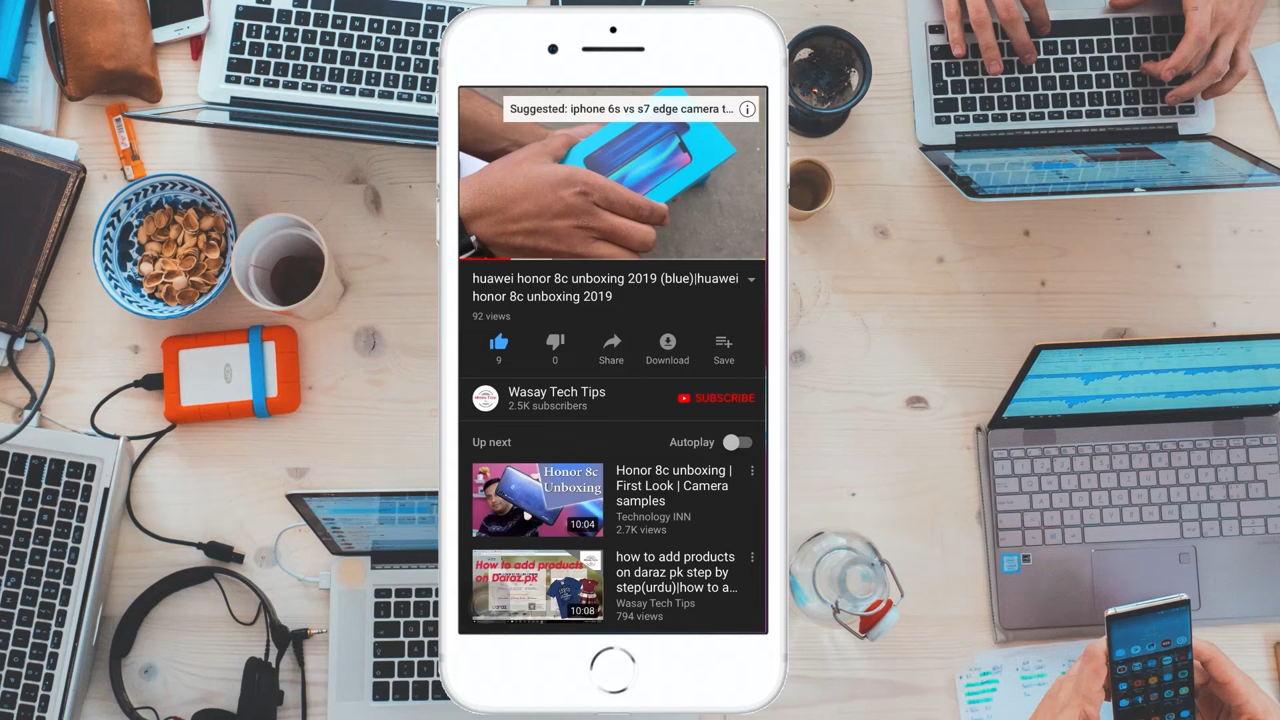 Suggested: iphone 6s vs s7 edge camera t...
huawei honor 8c unboxing 2019 (blue)|huawei
honor 8c unboxing 2019
92 views
9
0
Share
Download
Save
Wasay Tech Tips
2.5K subscribers
SUBSCRIBE
Up next
Autoplay
Honor 8c
Unboxing
10:04
Honor 8c unboxing |
First Look | Camera
samples
Technology INN
2.7K views
How to add products
on Daraz.pk
10:08
how to add products
on daraz pk step by
step(urdu)|how to a...
Wasay Tech Tips
794 views